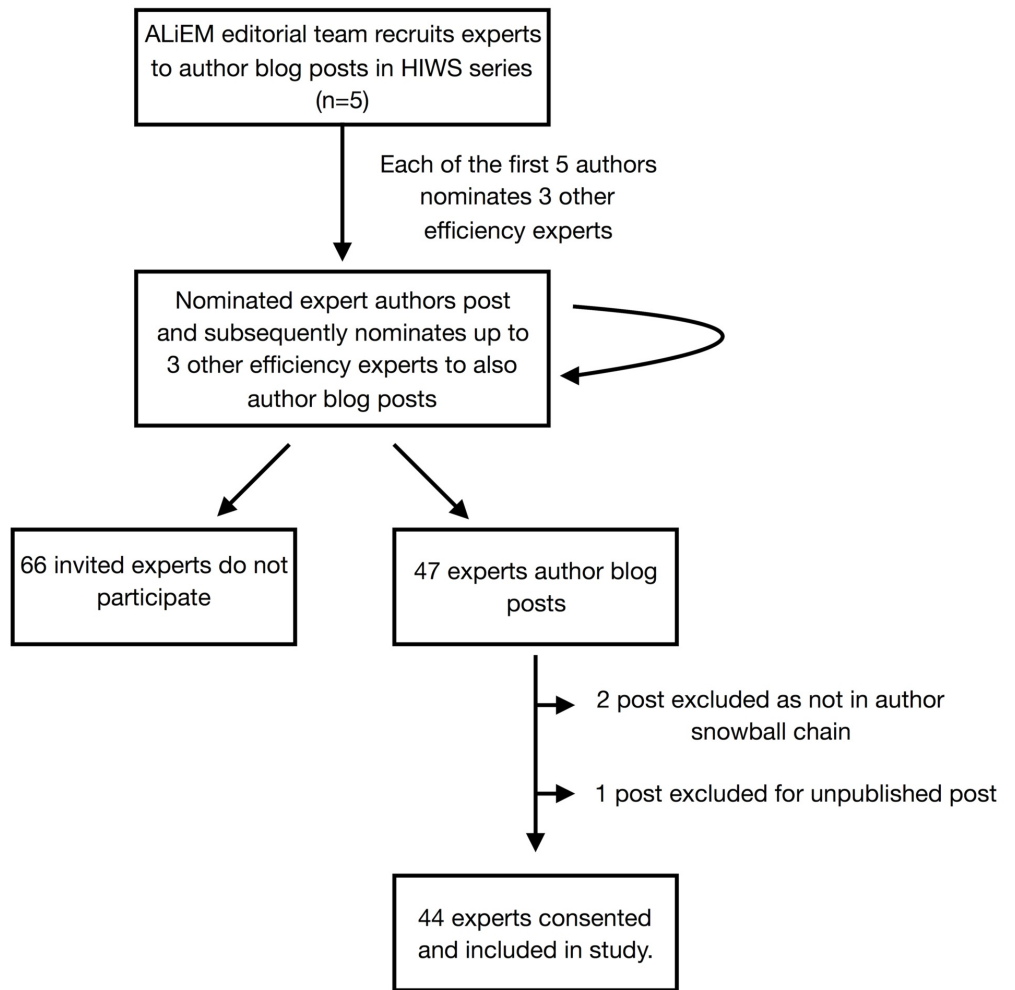 ALiEM editorial team recruits experts
to author blog posts in HIWS series
(n=5)
Each of the first 5 authors
nominates 3 other
efficiency experts
Nominated expert authors post
and subsequently nominates up to
3 other efficiency experts to also
author blog posts
66 invited experts do not
participate
47 experts author blog
posts
2 post excluded as not in author
snowball chain
1 post excluded for unpublished post
44 experts consented
and included in study.